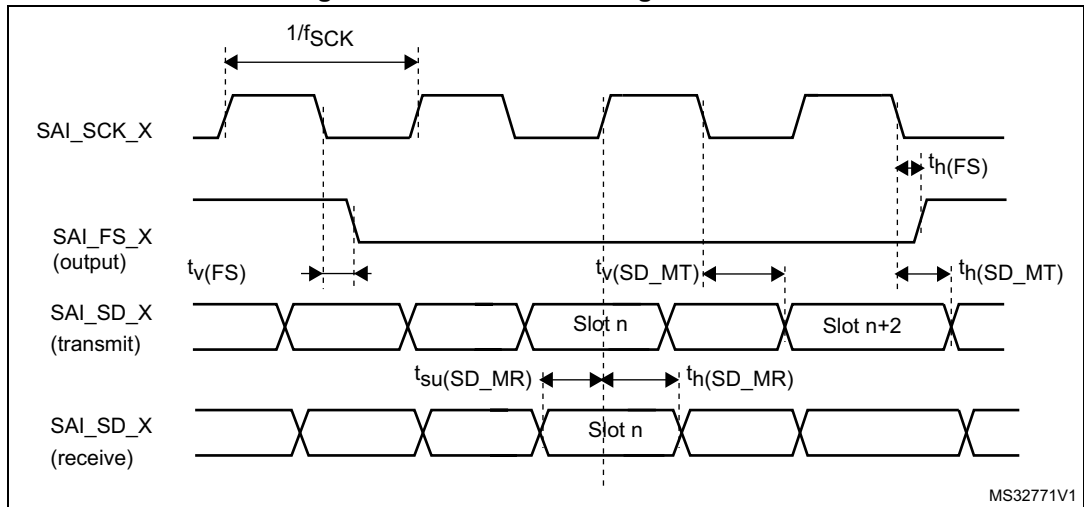 1/fSCK
SAI_SCK_X
th(FS)
SAI_FS_X
(output)
tv(FS)
tv(SD_MT)
th(SD_MT)
SAI_SD_X
(transmit)
Slot n
Slot n+2
tsu(SD_MR)
th(SD_MR)
SAI_SD_X
(receive)
Slot n
MS32771V1